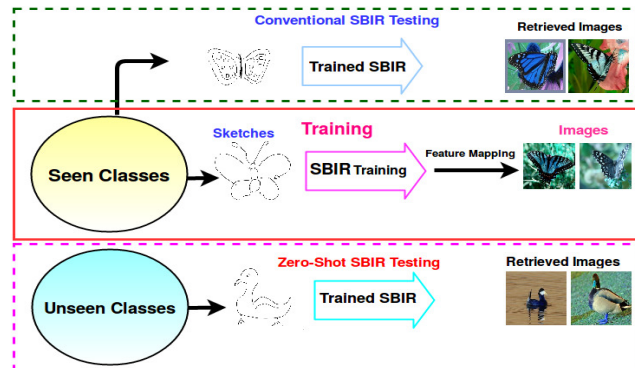 Conventional SBIR Testing
Retrieved Images
Trained SBIR
Sketches
Training
Images
Seen Classes
SBIR Training
Feature Mapping
Zero-Shot SBIR Testing
Retrieved Images
Unseen Classes
Trained SBIR